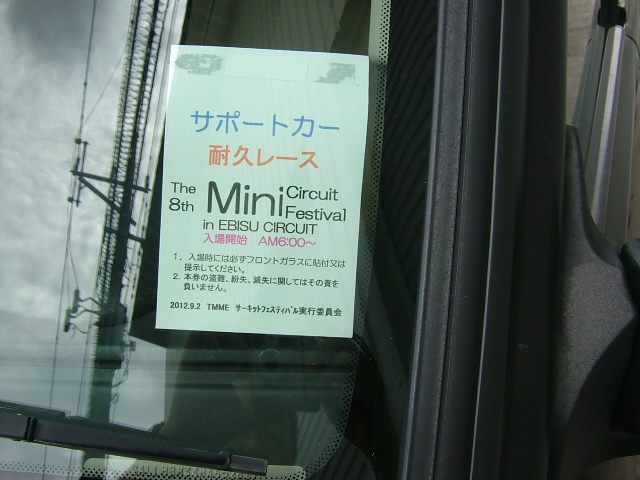 サポートカー
耐久レース
The 8th Mini Circuit Festival
in EBISU CIRCUIT
入場開始 AM6:00～
1. 入場時には必ずフロントガラスに貼付又は
提示してください。
2. 本券の盗難、紛失、滅失に関してはその責を
負いません。
2012.9.2 TMME サーキットフェスティバル実行委員会